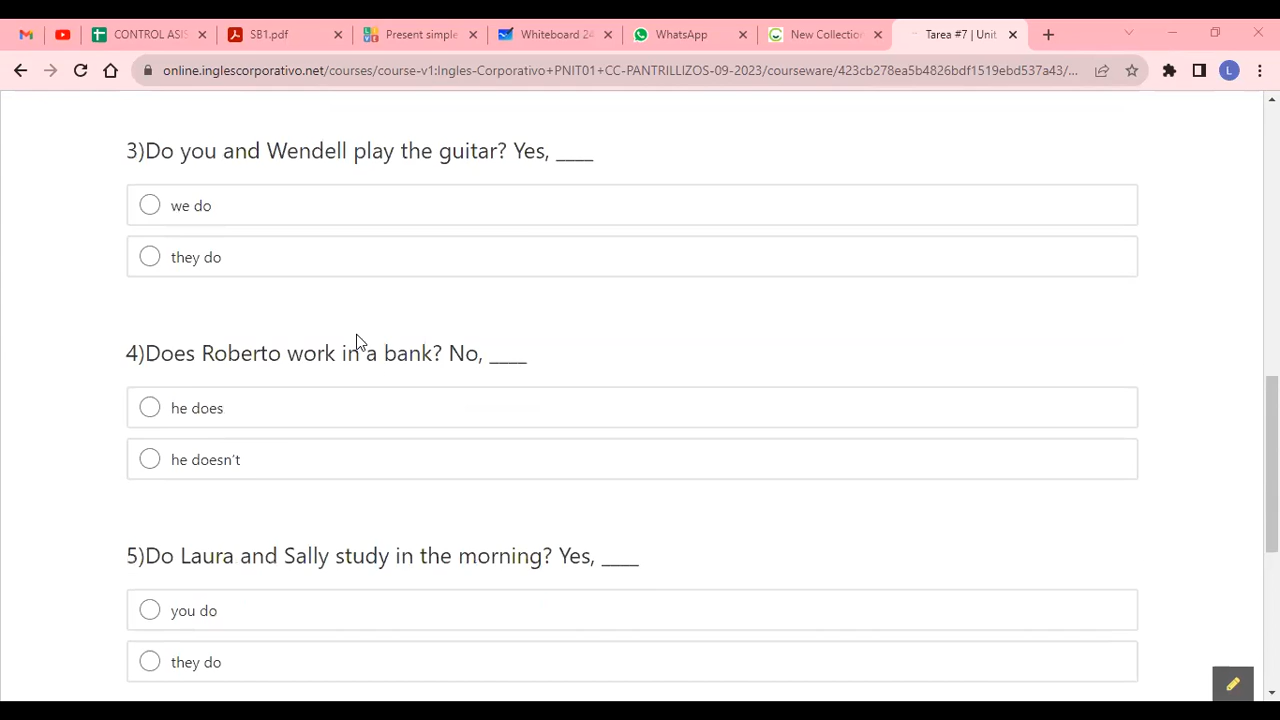 CONTROL ASIS
SB1.pdf
Present simple
Whiteboard 24
WhatsApp
New Collection
Tarea #7 | Unit
online.inglescorporativo.net/courses/course-v1:Ingles-Corporativo+PNIT01+CC-PANTRILLIZOS-09-2023/courseware/423cb278ea5b4826bdf1519ebd537a43/...
L
3)Do you and Wendell play the guitar? Yes, ____
we do
they do
4)Does Roberto work in a bank? No, ____
he does
he doesn't
5)Do Laura and Sally study in the morning? Yes, ____
you do
they do